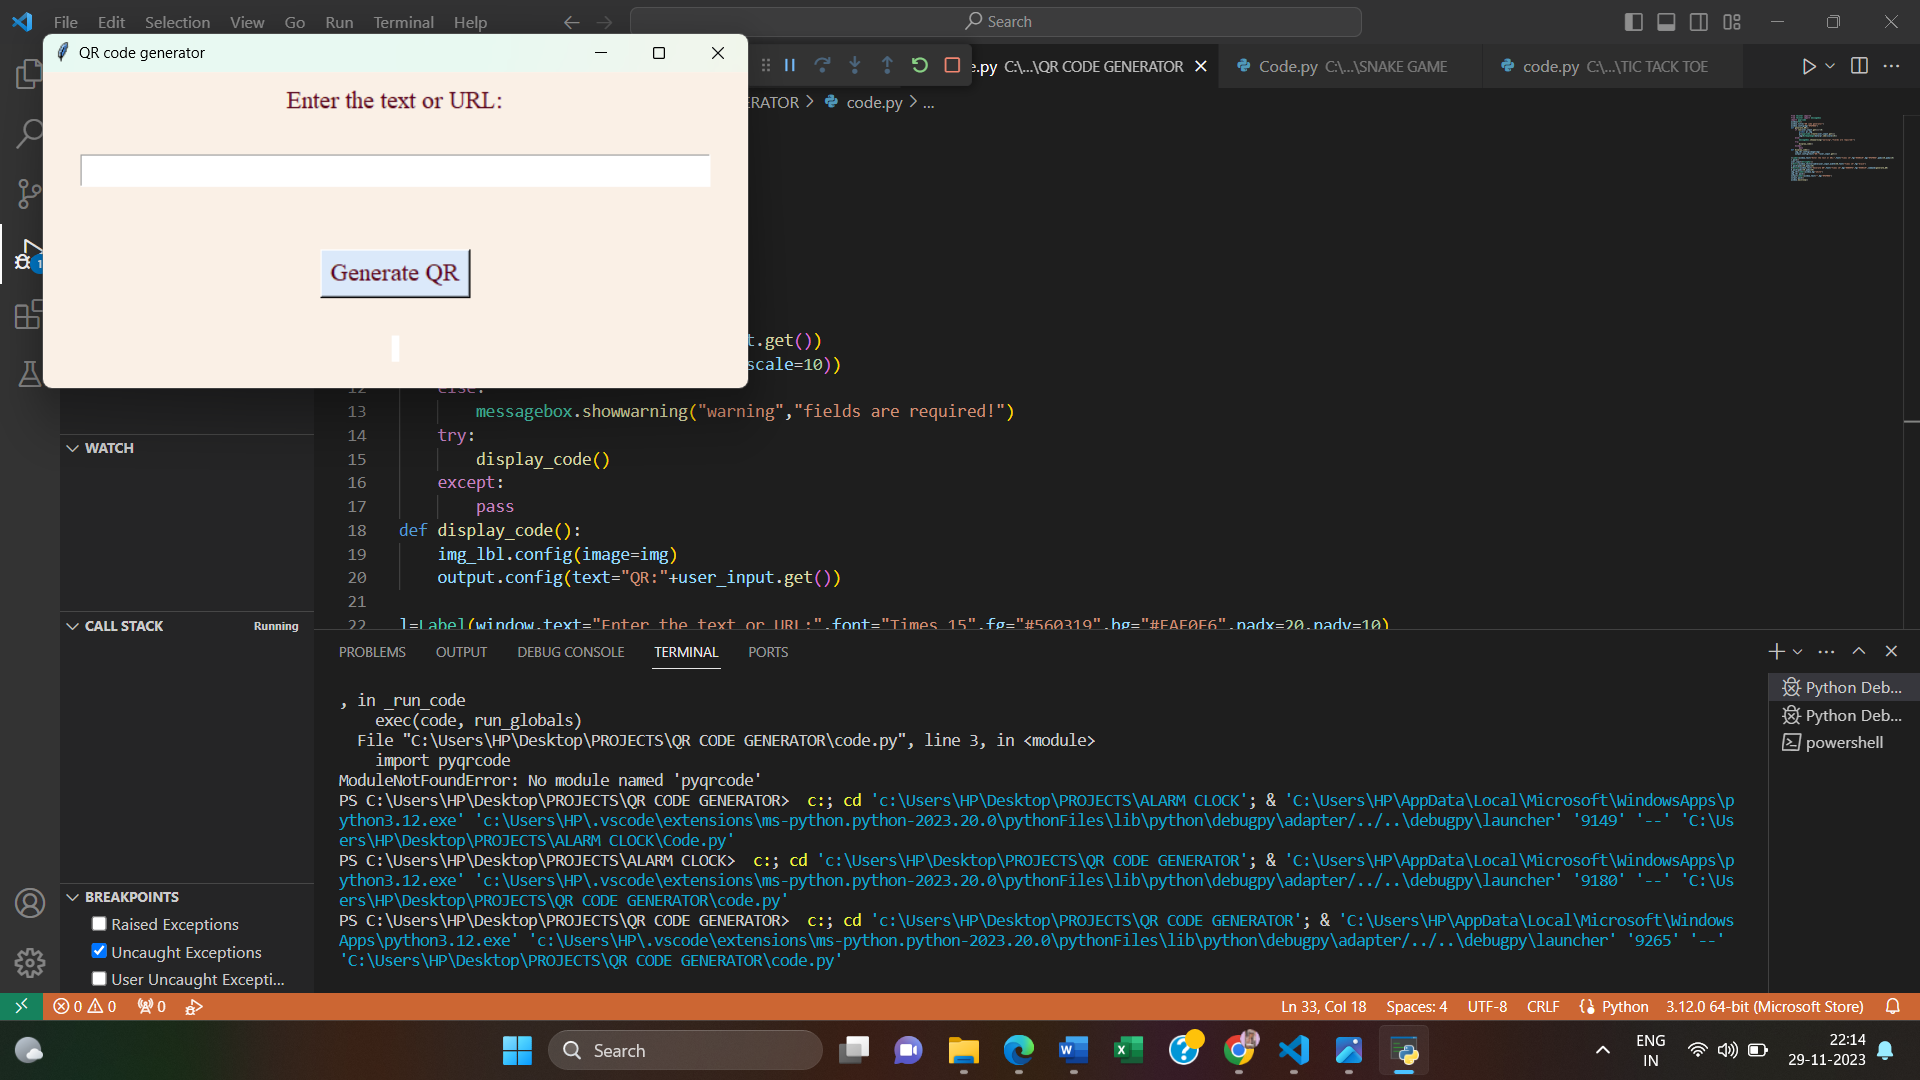 File Edit Selection View Go Run Terminal Help
Search
QR code generator
Enter the text or URL:
Generate QR
e.py C:\...\QR CODE GENERATOR
Code.py C:\...\SNAKE GAME
code.py C:\...\TIC TACK TOE
ERATOR > code.py > ...
t.get())
scale=10))
12 else:
13 messagebox.showwarning("warning","fields are required!")
14 try:
15 display_code()
16 except:
17 pass
18 def display_code():
19 img_lbl.config(image=img)
20 output.config(text="QR:"+user_input.get())
21
22 l=Label(window,text="Enter the text or URL:",font="Times 15",fg="#560319",bg="#FAF0E6",padx=20,pady=10)
WATCH
CALL STACK Running
BREAKPOINTS
Raised Exceptions
Uncaught Exceptions
User Uncaught Excepti...
PROBLEMS OUTPUT DEBUG CONSOLE TERMINAL PORTS
, in _run_code
exec(code, run_globals)
File "C:\Users\HP\Desktop\PROJECTS\QR CODE GENERATOR\code.py", line 3, in <module>
import pyqrcode
ModuleNotFoundError: No module named 'pyqrcode'
PS C:\Users\HP\Desktop\PROJECTS\QR CODE GENERATOR> c:; cd 'c:\Users\HP\Desktop\PROJECTS\ALARM CLOCK'; & 'C:\Users\HP\AppData\Local\Microsoft\WindowsApps\p
ython3.12.exe' 'c:\Users\HP\.vscode\extensions\ms-python.python-2023.20.0\pythonFiles\lib\python\debugpy\adapter/../..\debugpy\launcher' '9149' '--' 'C:\Us
ers\HP\Desktop\PROJECTS\ALARM CLOCK\Code.py'
PS C:\Users\HP\Desktop\PROJECTS\ALARM CLOCK> c:; cd 'c:\Users\HP\Desktop\PROJECTS\QR CODE GENERATOR'; & 'C:\Users\HP\AppData\Local\Microsoft\WindowsApps\p
ython3.12.exe' 'c:\Users\HP\.vscode\extensions\ms-python.python-2023.20.0\pythonFiles\lib\python\debugpy\adapter/../..\debugpy\launcher' '9180' '--' 'C:\Us
ers\HP\Desktop\PROJECTS\QR CODE GENERATOR\code.py'
PS C:\Users\HP\Desktop\PROJECTS\QR CODE GENERATOR> c:; cd 'c:\Users\HP\Desktop\PROJECTS\QR CODE GENERATOR'; & 'C:\Users\HP\AppData\Local\Microsoft\Windows
Apps\python3.12.exe' 'c:\Users\HP\.vscode\extensions\ms-python.python-2023.20.0\pythonFiles\lib\python\debugpy\adapter/../..\debugpy\launcher' '9265' '--'
'C:\Users\HP\Desktop\PROJECTS\QR CODE GENERATOR\code.py'
Python Deb...
Python Deb...
powershell
0 0 0
Ln 33, Col 18 Spaces: 4 UTF-8 CRLF Python 3.12.0 64-bit (Microsoft Store)
Search
ENG
IN
22:14
29-11-2023